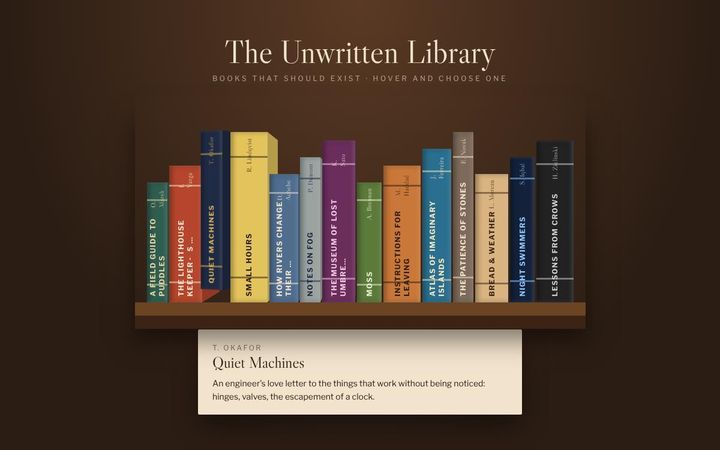 The Unwritten Library
BOOKS THAT SHOULD EXIST · HOVER AND CHOOSE ONE
A FIELD GUIDE TO
PUDDLES
THE LIGHTHOUSE
KEEPER' S ...
T. Okafor
QUIET MACHINES
R. Lindqvist
SMALL HOURS
HOW RIVERS CHANGE
THEIR ...
NOTES ON FOG
THE MUSEUM OF LOST
UMBRE...
MOSS
INSTRUCTIONS FOR
LEAVING
ATLAS OF IMAGINARY
ISLANDS
THE PATIENCE OF STONES
BREAD & WEATHER
NIGHT SWIMMERS
H. Zielinski
LESSONS FROM CROWS
T. OKAFOR
Quiet Machines
An engineer's love letter to the things that work without being noticed:
hinges, valves, the escapement of a clock.